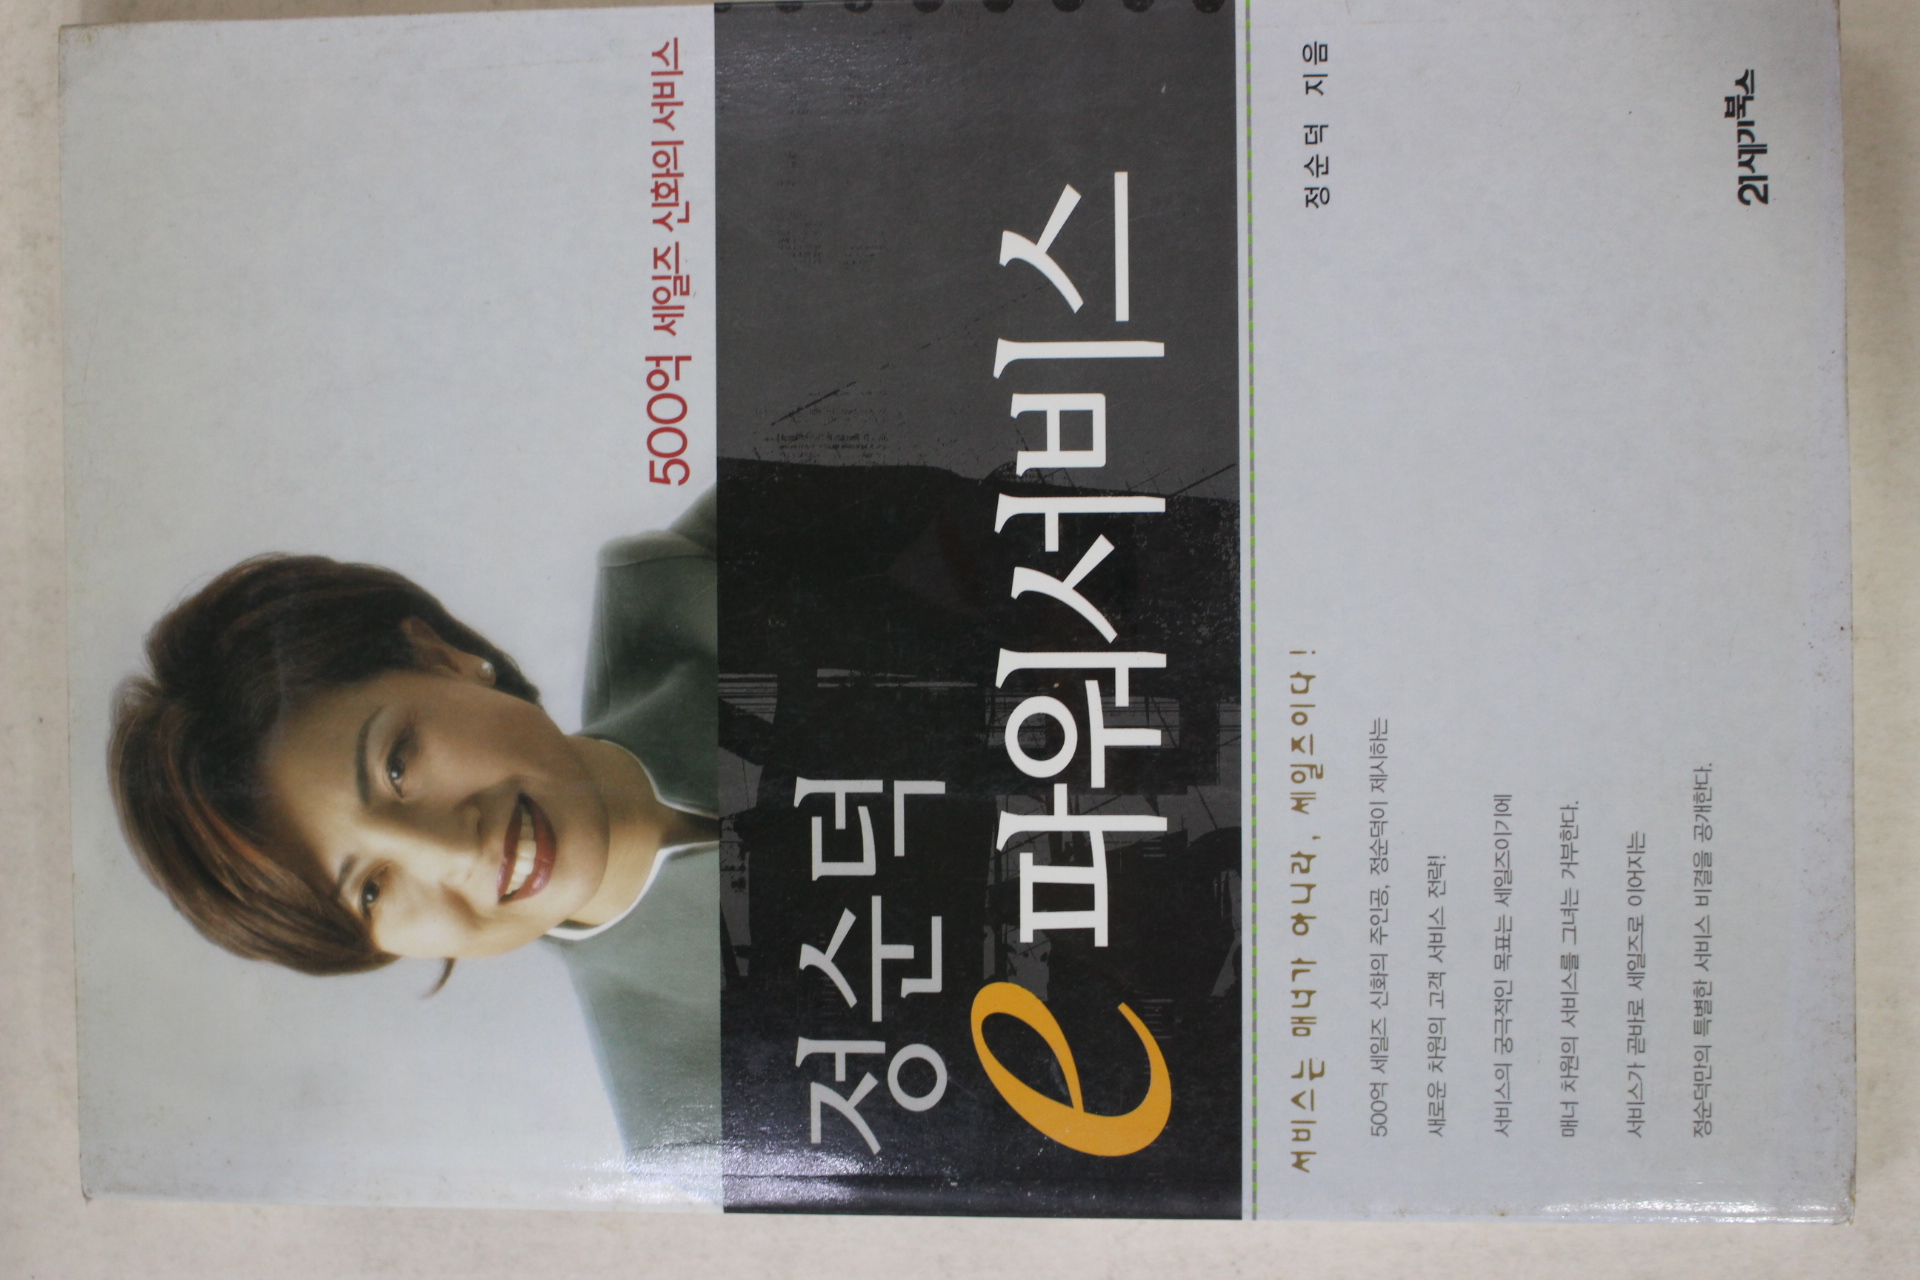 500억 세일즈 신화의 서비스
정순덕
e 파워서비스
정순덕 지음
서비스는 매너가 아니라, 세일즈이다!
500억 세일즈 신화의 주인공, 정순덕이 제시하는
새로운 차원의 고객 서비스 전략!
서비스의 궁극적인 목표는 세일즈이기에
매너 차원의 서비스를 그녀는 거부한다.
서비스가 곧바로 세일즈로 이어지는
정순덕만의 특별한 서비스 비결을 공개한다.
21세기북스